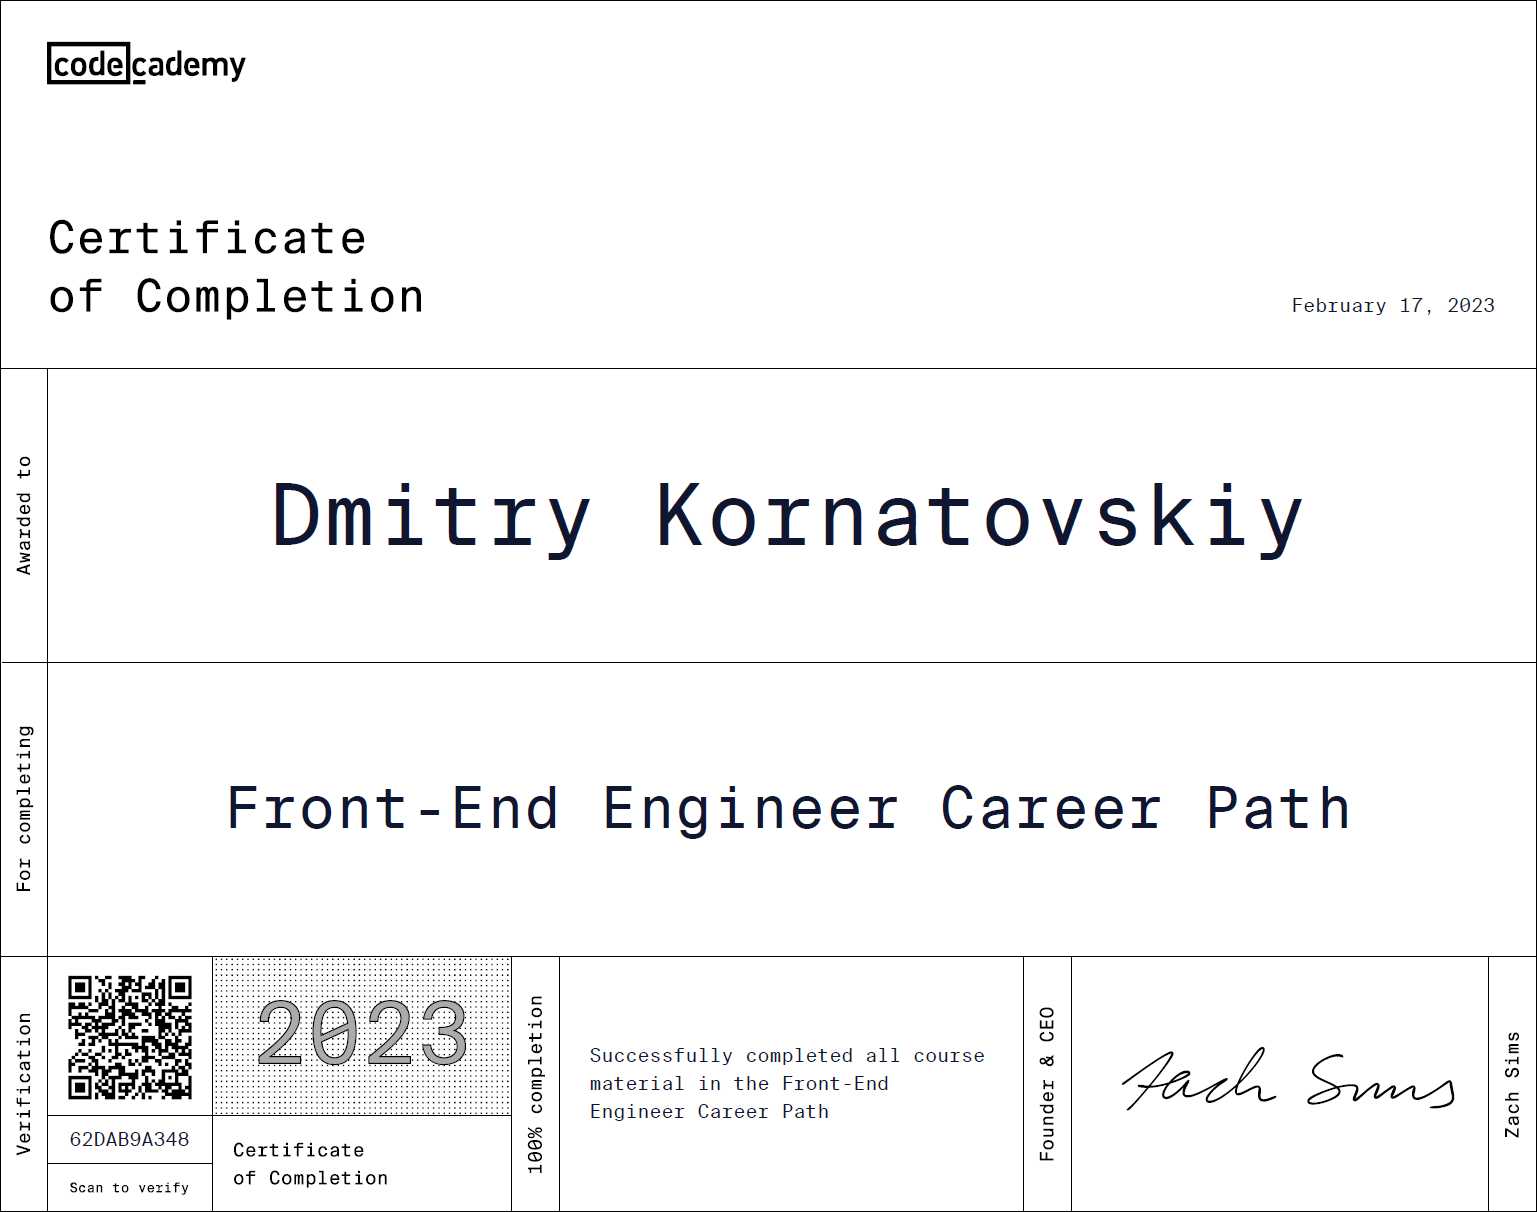 codecademy
Certificate
of Completion
February 17, 2023
Awarded to
Dmitry Kornatovskiy
For completing
Front-End Engineer Career Path
Verification
62DAB9A348
Scan to verify
2023
Certificate
of Completion
100% completion
Successfully completed all course
material in the Front-End
Engineer Career Path
Founder & CEO
Zach Sims
Zach Sims